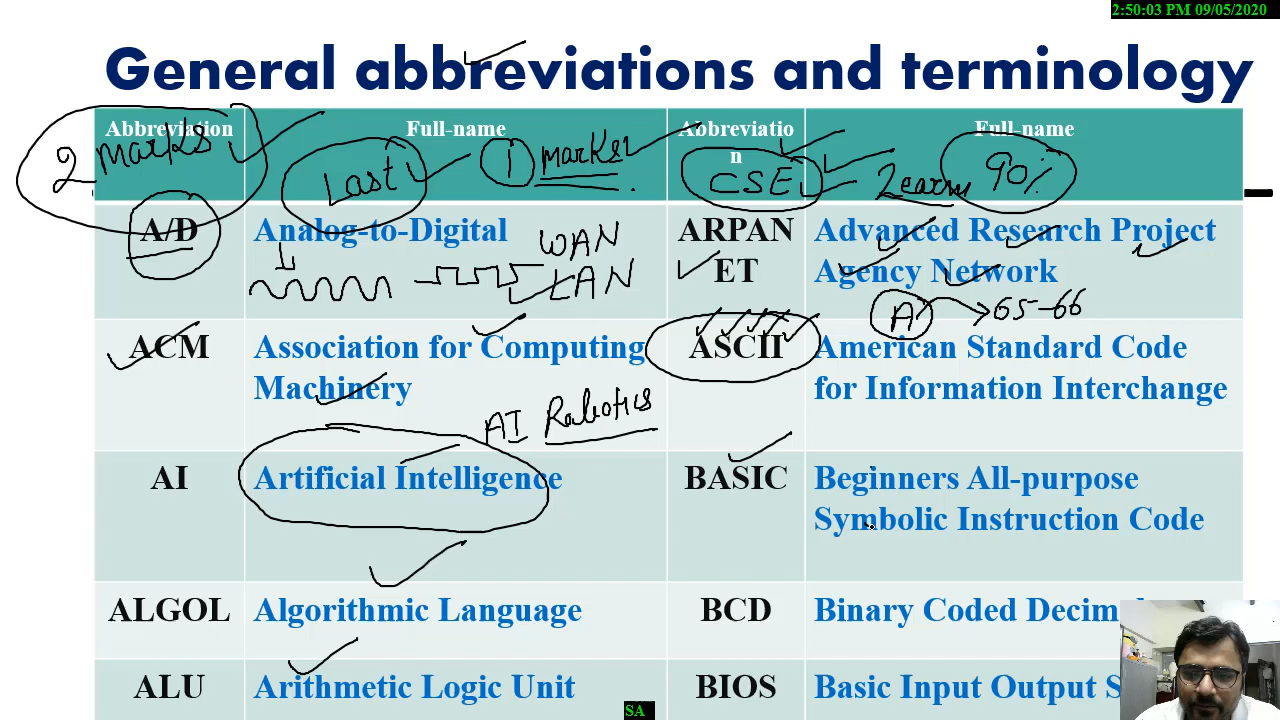 2:50:03 PM 09/05/2020
General abbreviations and terminology
Abbreviation
Full-name
Abbreviatio
n
Full-name
2 marks
Last
1 marks
CSE
90%
A/D
Analog-to-Digital
WAN
LAN
ARPAN
ET
Advanced Research Project
Agency Network
A
65-66
ACM
Association for Computing
Machinery
ASCII
American Standard Code
for Information Interchange
AI Robotics
AI
Artificial Intelligence
BASIC
Beginners All-purpose
Symbolic Instruction Code
ALGOL
Algorithmic Language
BCD
Binary Coded Decim
ALU
Arithmetic Logic Unit
BIOS
Basic Input Output S
SA